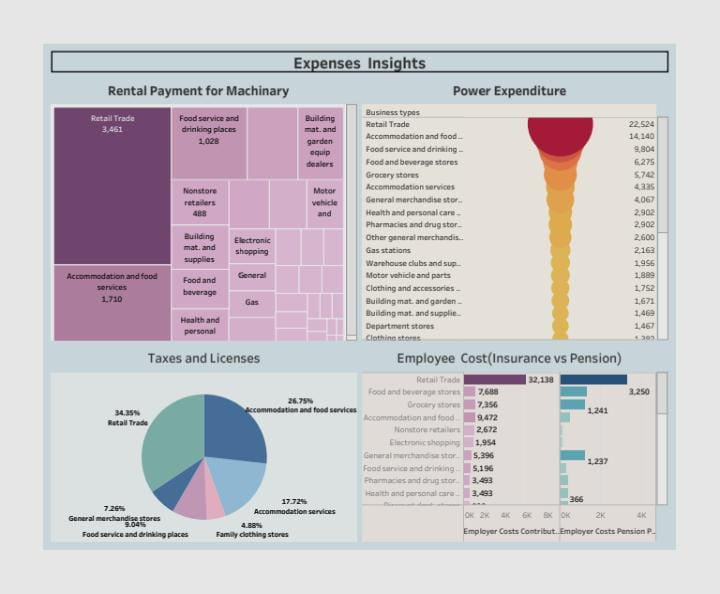 Expenses Insights
Rental Payment for Machinary
Retail Trade
3,461
Food service and
drinking places
1,028
Building
mat. and
garden
equip
dealers
Nonstore
retailers
488
Motor
vehicle
and
Building
mat. and
supplies
Electronic
shopping
Accommodation and food
services
1,710
Food and
beverage
General
Gas
Health and
personal
Power Expenditure
Business types
Retail Trade 22,524
Accommodation and food .. 14,140
Food service and drinking .. 9,804
Food and beverage stores 6,275
Grocery stores 5,742
Accommodation services 4,335
General merchandise stor.. 4,067
Health and personal care .. 2,902
Pharmacies and drug stor.. 2,902
Other general merchandis.. 2,600
Gas stations 2,163
Warehouse clubs and sup.. 1,956
Motor vehicle and parts 1,889
Clothing and accessories .. 1,752
Building mat. and garden .. 1,671
Building mat. and supplie.. 1,469
Department stores 1,467
Clothing stores 1,382
Taxes and Licenses
26.75%
Accommodation and food services
34.35%
Retail Trade
17.72%
Accommodation services
7.26%
General merchandise stores
9.04%
Food service and drinking places
4.88%
Family clothing stores
Employee Cost(Insurance vs Pension)
Retail Trade 32,138
Food and beverage stores 7,688 3,250
Grocery stores 7,356
Accommodation and food .. 9,472 1,241
Nonstore retailers 2,672
Electronic shopping 1,954
General merchandise stor.. 5,396 1,237
Food service and drinking .. 5,196
Pharmacies and drug stor.. 3,493
Health and personal care .. 3,493 366
0K 2K 4K 6K 8K 0K 2K 4K
Employer Costs Contribut.. Employer Costs Pension P..